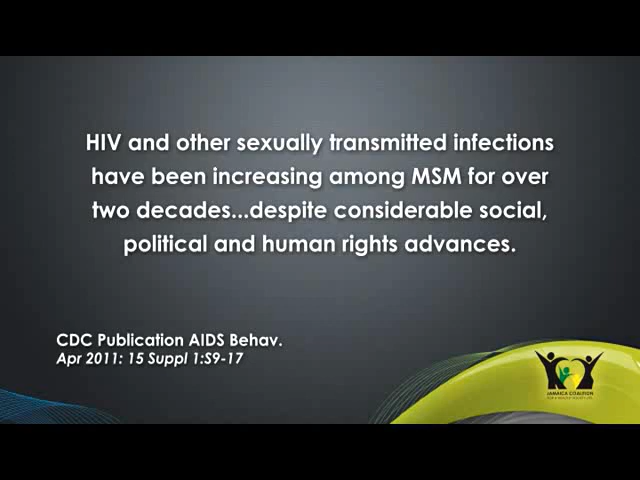 HIV and other sexually transmitted infections
have been increasing among MSM for over
two decades...despite considerable social,
political and human rights advances.
CDC Publication AIDS Behav.
Apr 2011: 15 Suppl 1:S9-17
JAMAICA COALITION